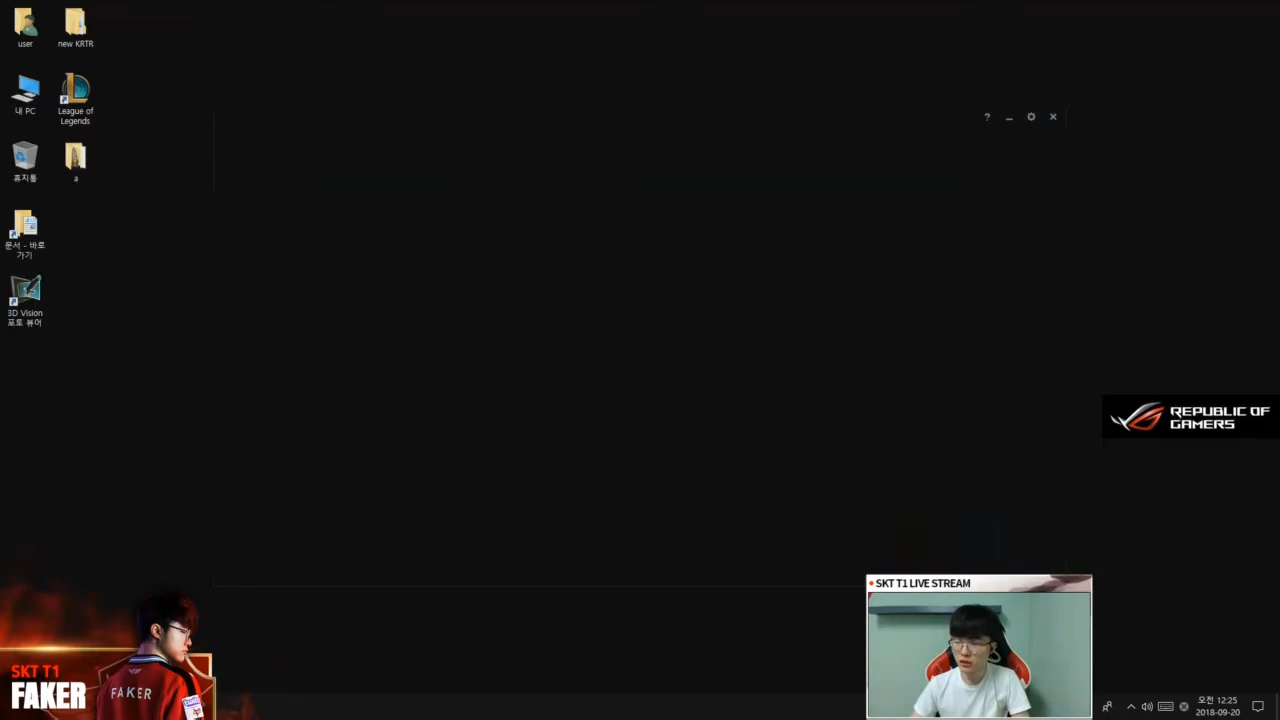 user
new KRTR
내 PC
League of
Legends
휴지통
a
문서 - 바로
가기
3D Vision
포토 뷰어
REPUBLIC OF
GAMERS
SKT T1 LIVE STREAM
SKT T1
FAKER
FAKER
오전 12:25
2018-09-20